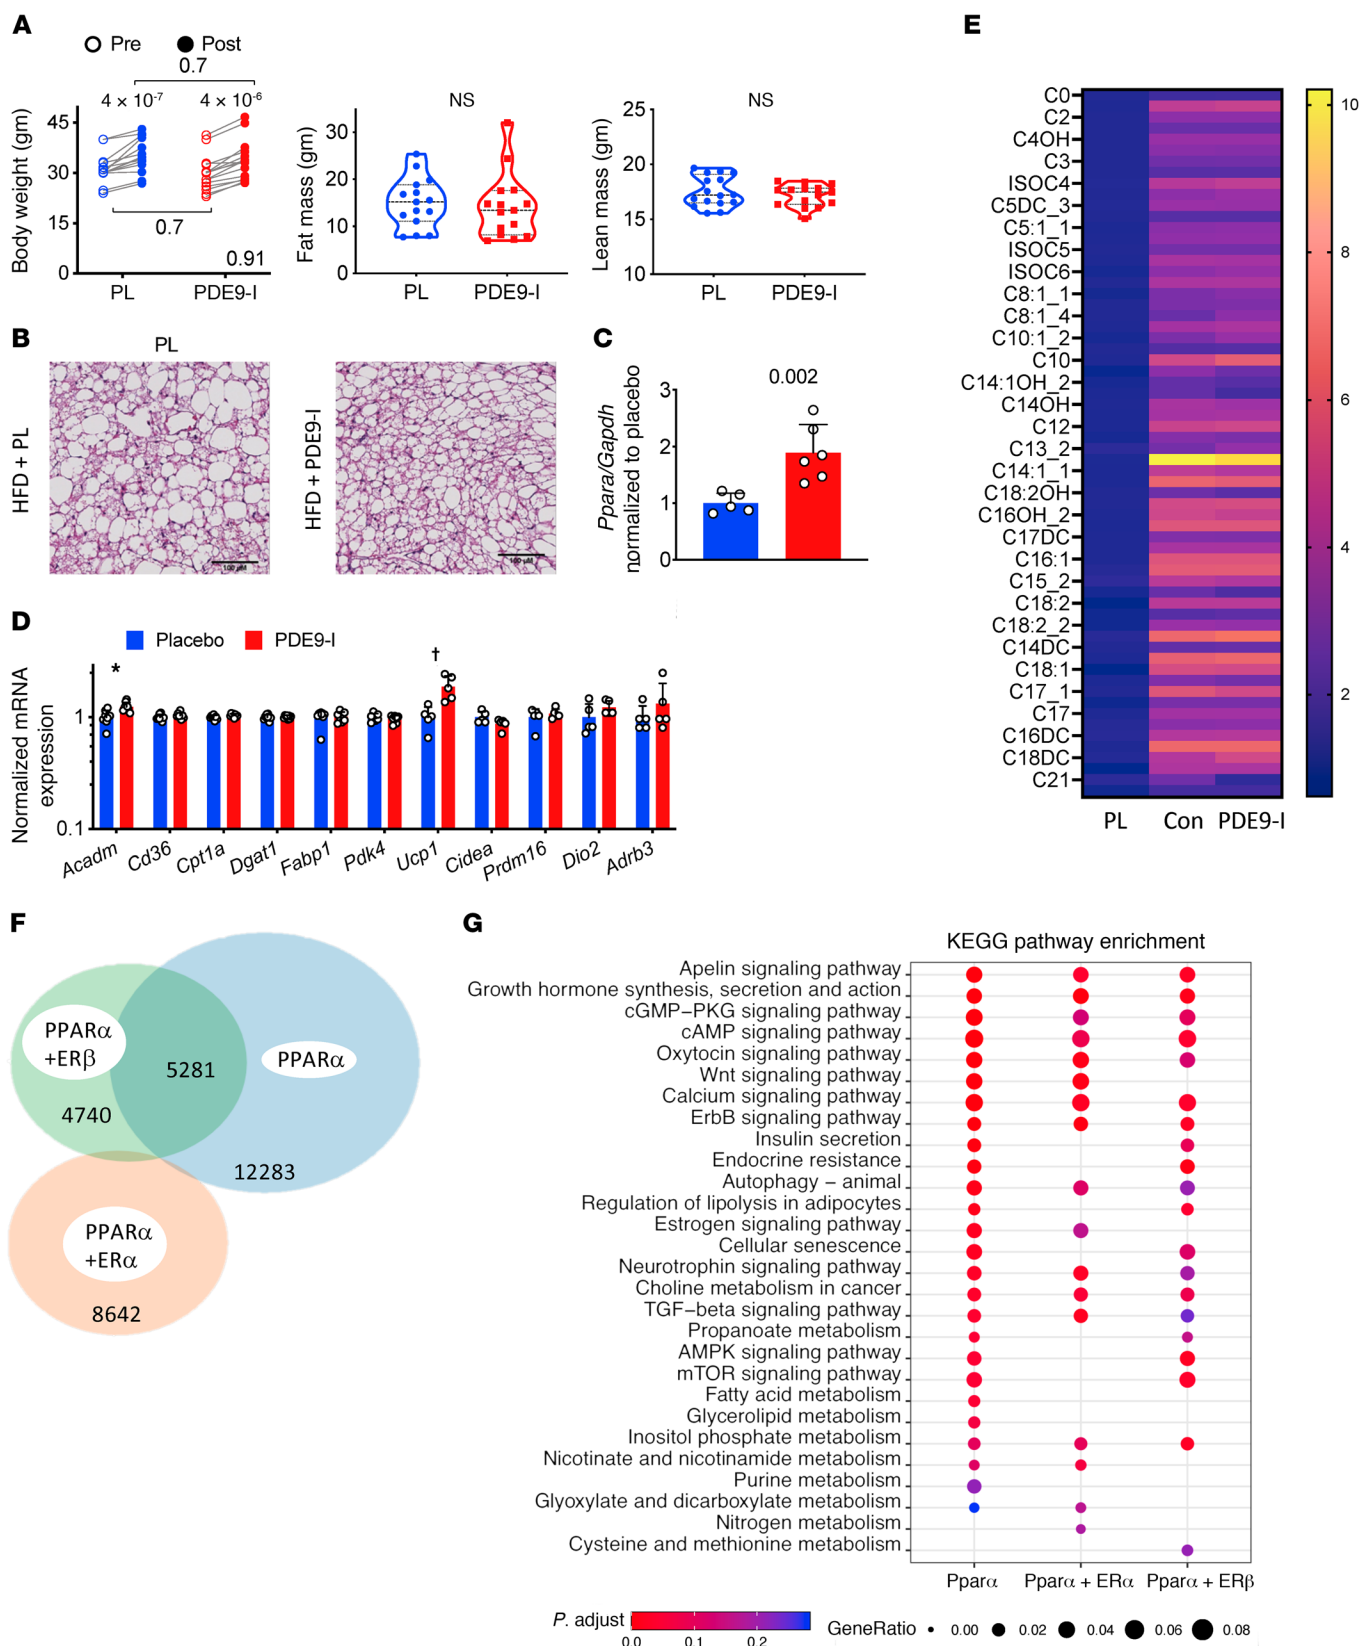 A
Pre
Post
0.7
4 × 10-7
4 × 10-6
Body weight (gm)
45
30
15
0
0.7
0.91
PL
PDE9-I
NS
Fat mass (gm)
30
20
10
0
PL
PDE9-I
NS
Lean mass (gm)
25
20
15
10
PL
PDE9-I
B
PL
HFD + PL
100 µM
HFD + PDE9-I
100 µM
C
0.002
Ppara/Gapdh
normalized to placebo
3
2
1
0
D
Placebo
PDE9-I
Normalized mRNA
expression
1
0.1
*
†
Acadm
Cd36
Cpt1a
Dgat1
Fabp1
Pdk4
Ucp1
Cidea
Prdm16
Dio2
Adrb3
E
C0
C2
C4OH
C3
ISOC4
C5DC_3
C5:1_1
ISOC5
ISOC6
C8:1_1
C8:1_4
C10:1_2
C10
C14:1OH_2
C14OH
C12
C13_2
C14:1_1
C18:2OH
C16OH_2
C17DC
C16:1
C15_2
C18:2
C18:2_2
C14DC
C18:1
C17_1
C17
C16DC
C18DC
C21
PL
Con
PDE9-I
10
8
6
4
2
F
PPARα
+ERβ
5281
PPARα
4740
12283
PPARα
+ERα
8642
G
KEGG pathway enrichment
Apelin signaling pathway
Growth hormone synthesis, secretion and action
cGMP−PKG signaling pathway
cAMP signaling pathway
Oxytocin signaling pathway
Wnt signaling pathway
Calcium signaling pathway
ErbB signaling pathway
Insulin secretion
Endocrine resistance
Autophagy − animal
Regulation of lipolysis in adipocytes
Estrogen signaling pathway
Cellular senescence
Neurotrophin signaling pathway
Choline metabolism in cancer
TGF−beta signaling pathway
Propanoate metabolism
AMPK signaling pathway
mTOR signaling pathway
Fatty acid metabolism
Glycerolipid metabolism
Inositol phosphate metabolism
Nicotinate and nicotinamide metabolism
Purine metabolism
Glyoxylate and dicarboxylate metabolism
Nitrogen metabolism
Cysteine and methionine metabolism
Pparα
Pparα + ERα
Pparα + ERβ
P. adjust
0.0
0.1
0.2
GeneRatio
0.00
0.02
0.04
0.06
0.08